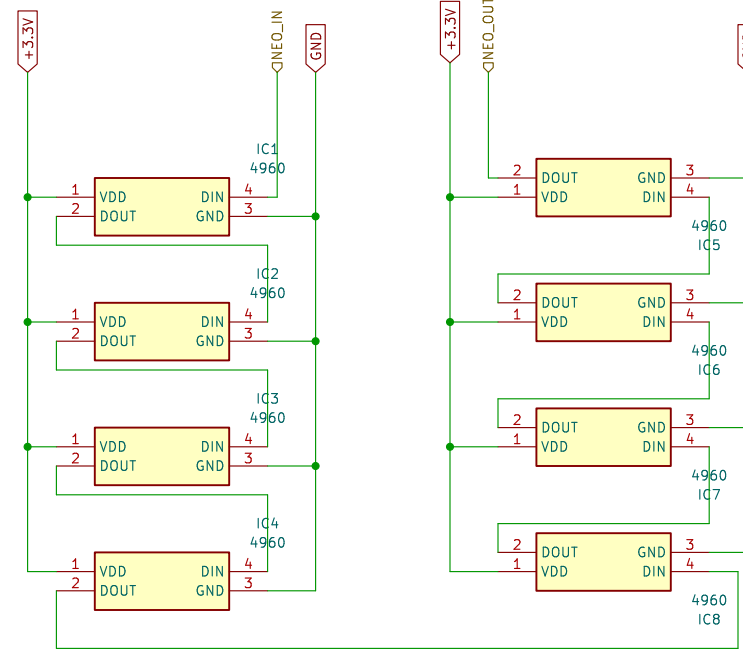 +3.3V
NEO_IN
GND
+3.3V
NEO_OUT
IC1
4960
1 VDD DIN 4
2 DOUT GND 3
IC2
4960
1 VDD DIN 4
2 DOUT GND 3
IC3
4960
1 VDD DIN 4
2 DOUT GND 3
IC4
4960
1 VDD DIN 4
2 DOUT GND 3
2 DOUT GND 3
1 VDD DIN 4
4960
IC5
2 DOUT GND 3
1 VDD DIN 4
4960
IC6
2 DOUT GND 3
1 VDD DIN 4
4960
IC7
2 DOUT GND 3
1 VDD DIN 4
4960
IC8